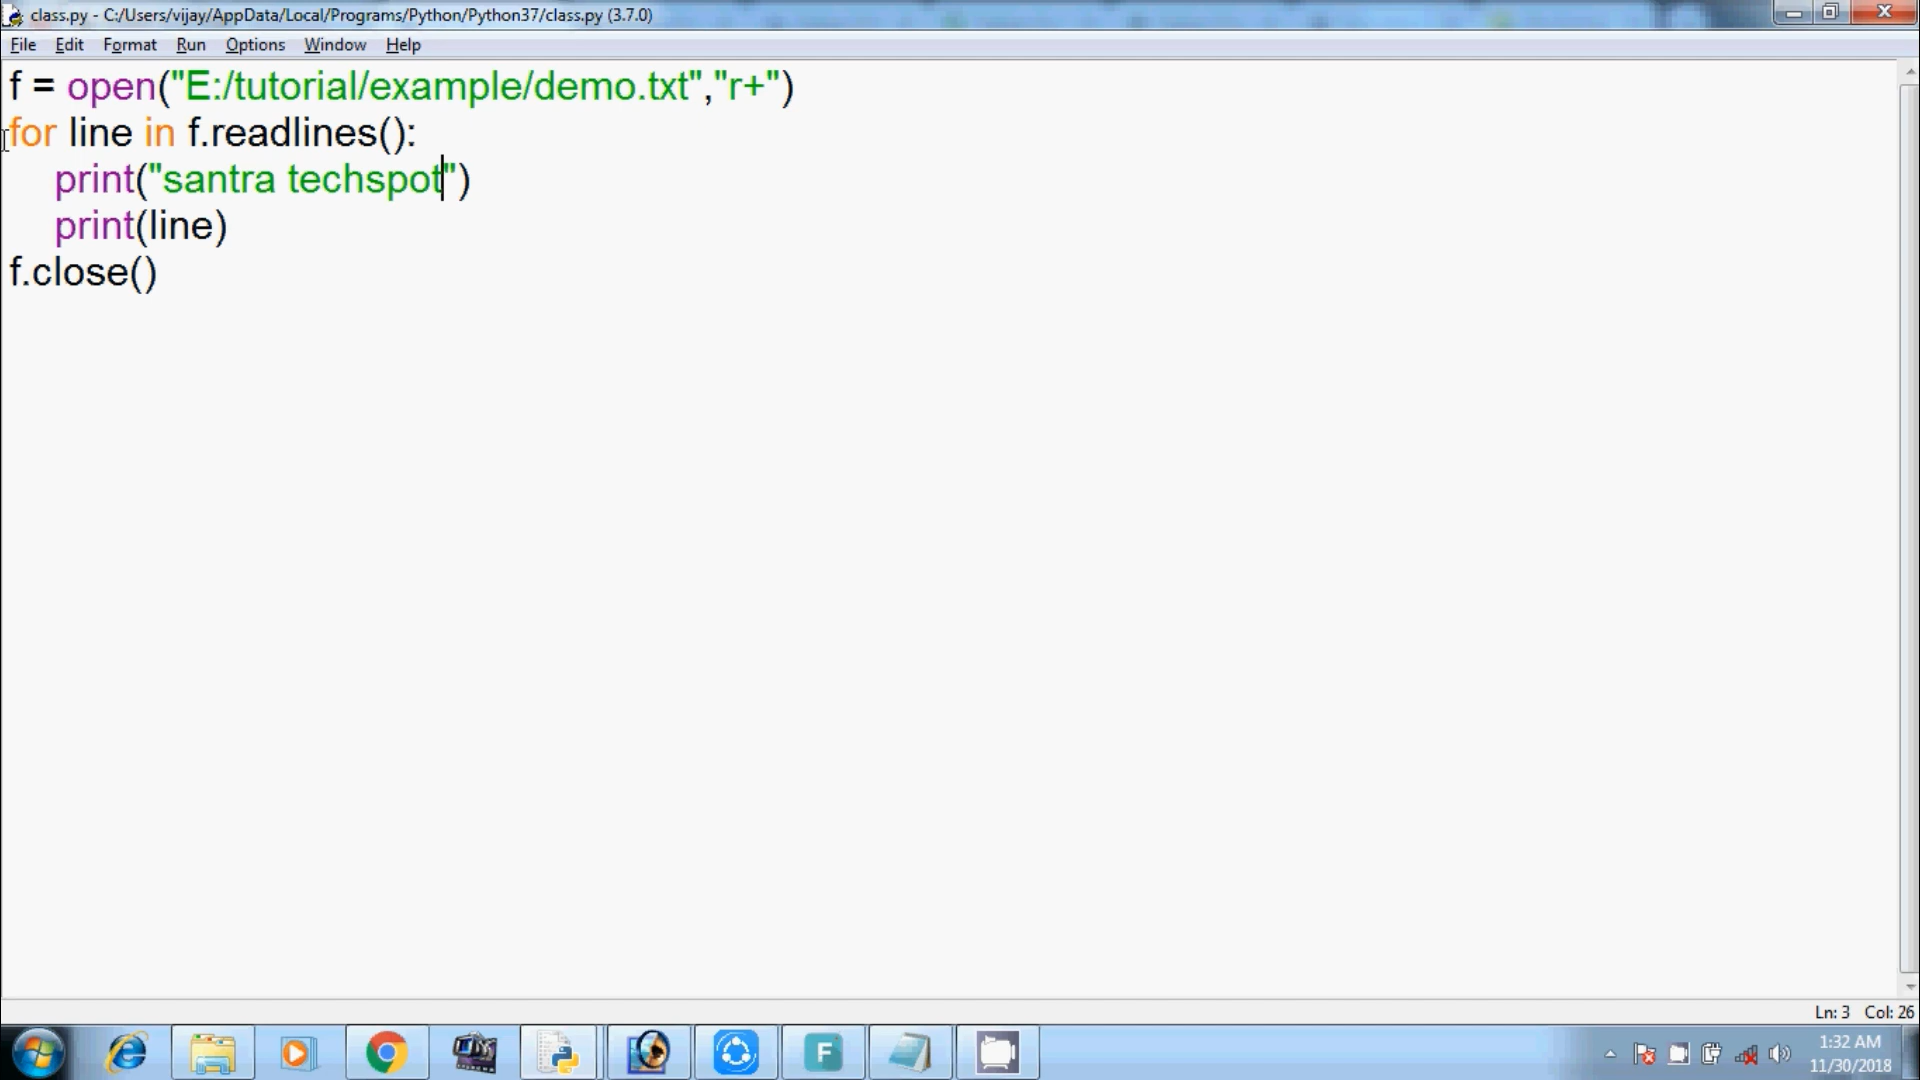 class.py - C:/Users/vijay/AppData/Local/Programs/Python/Python37/class.py (3.7.0)
File Edit Format Run Options Window Help
f = open("E:/tutorial/example/demo.txt","r+")
for line in f.readlines():
    print("santra techspot")
    print(line)
f.close()
Ln: 3 Col: 26
F
1:32 AM
11/30/2018